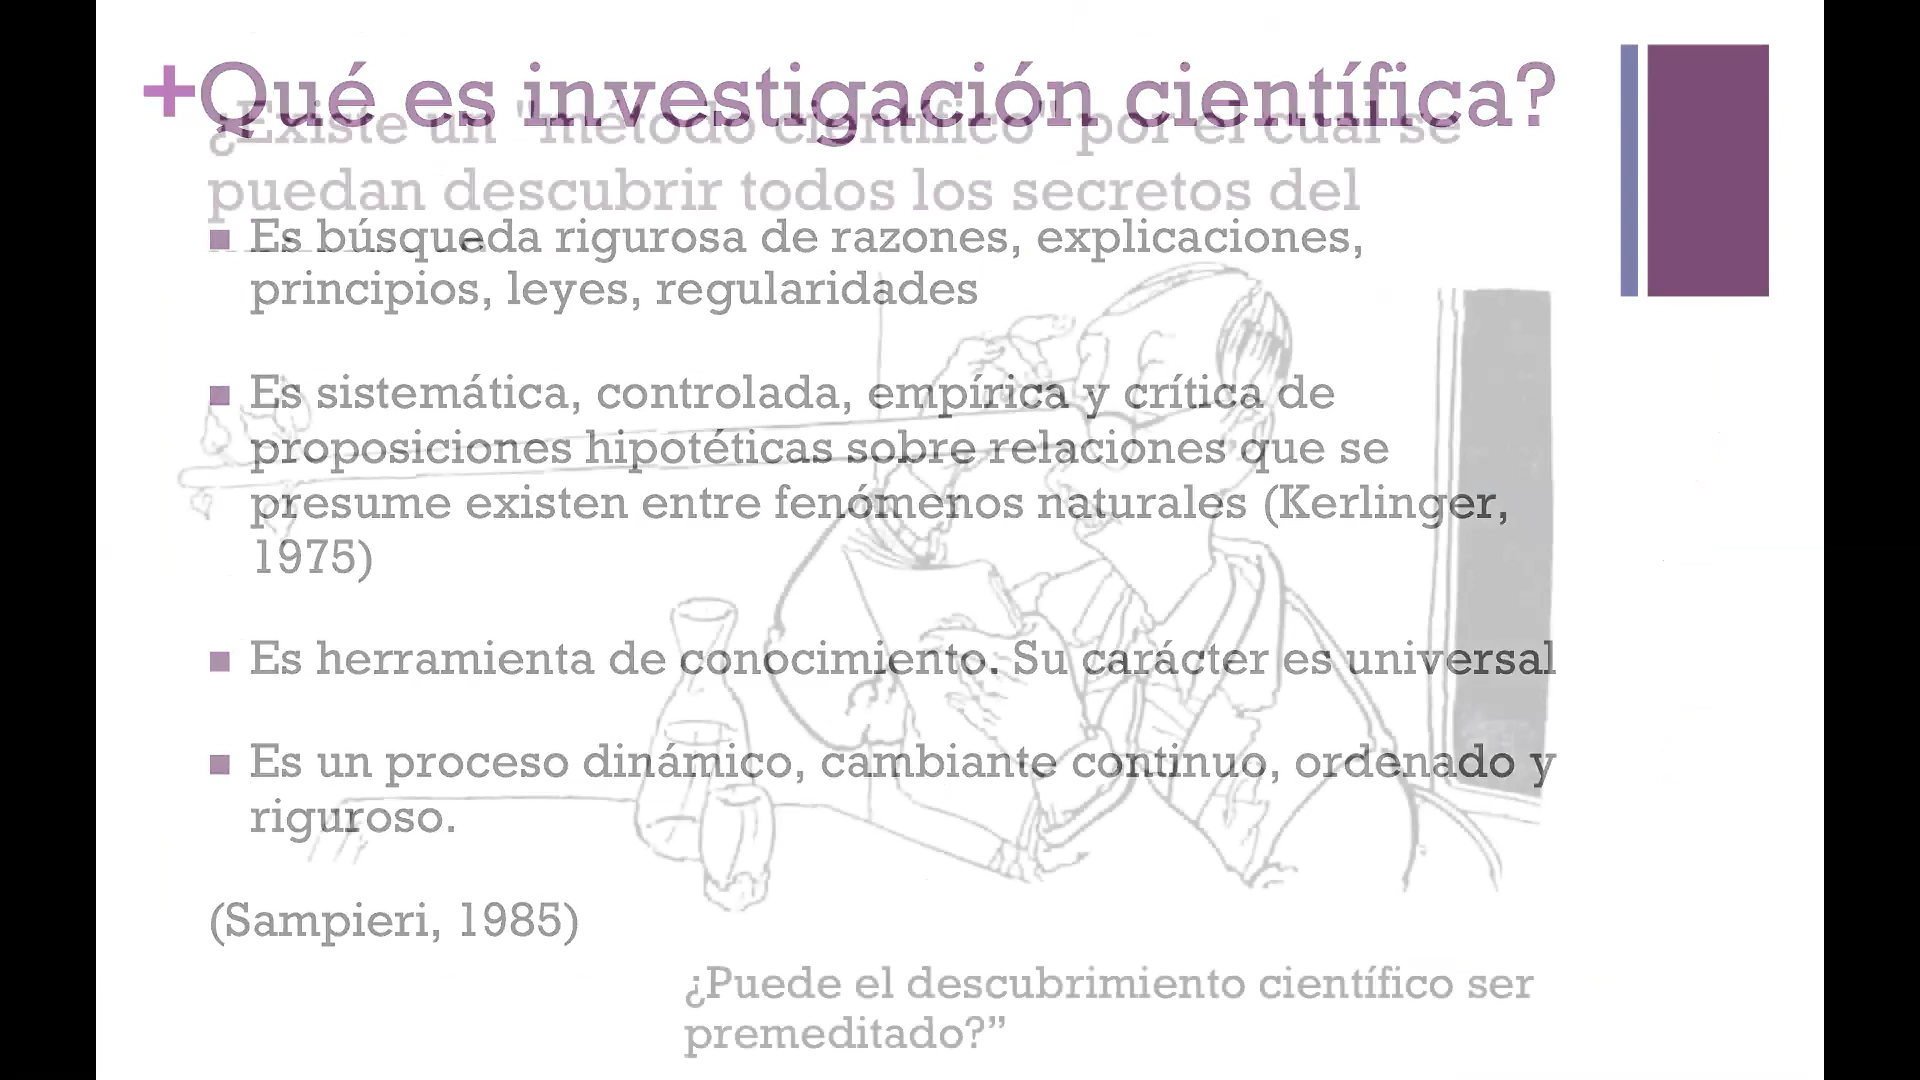 +Qué es investigación científica?
¿Existe un "método científico" por el cual se
puedan descubrir todos los secretos del
Es búsqueda rigurosa de razones, explicaciones,
principios, leyes, regularidades
Es sistemática, controlada, empírica y crítica de
proposiciones hipotéticas sobre relaciones que se
presume existen entre fenómenos naturales (Kerlinger,
1975)
Es herramienta de conocimiento. Su carácter es universal
Es un proceso dinámico, cambiante continuo, ordenado y
riguroso.
(Sampieri, 1985)
¿Puede el descubrimiento científico ser
premeditado?”